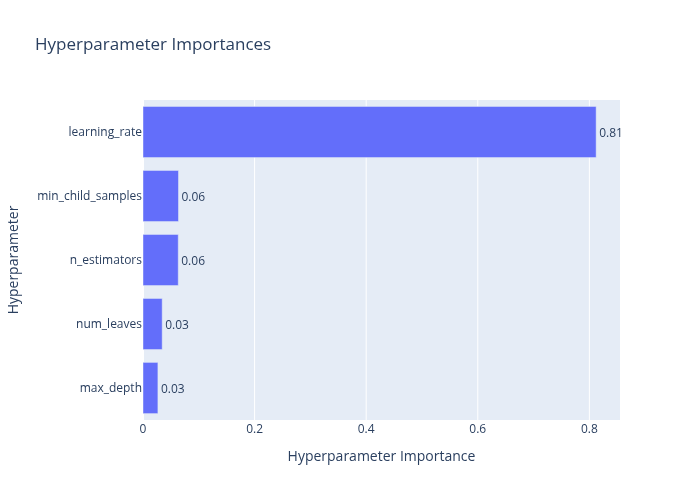 Hyperparameter Importances
Hyperparameter
learning_rate 0.81
min_child_samples 0.06
n_estimators 0.06
num_leaves 0.03
max_depth 0.03
0 0.2 0.4 0.6 0.8
Hyperparameter Importance